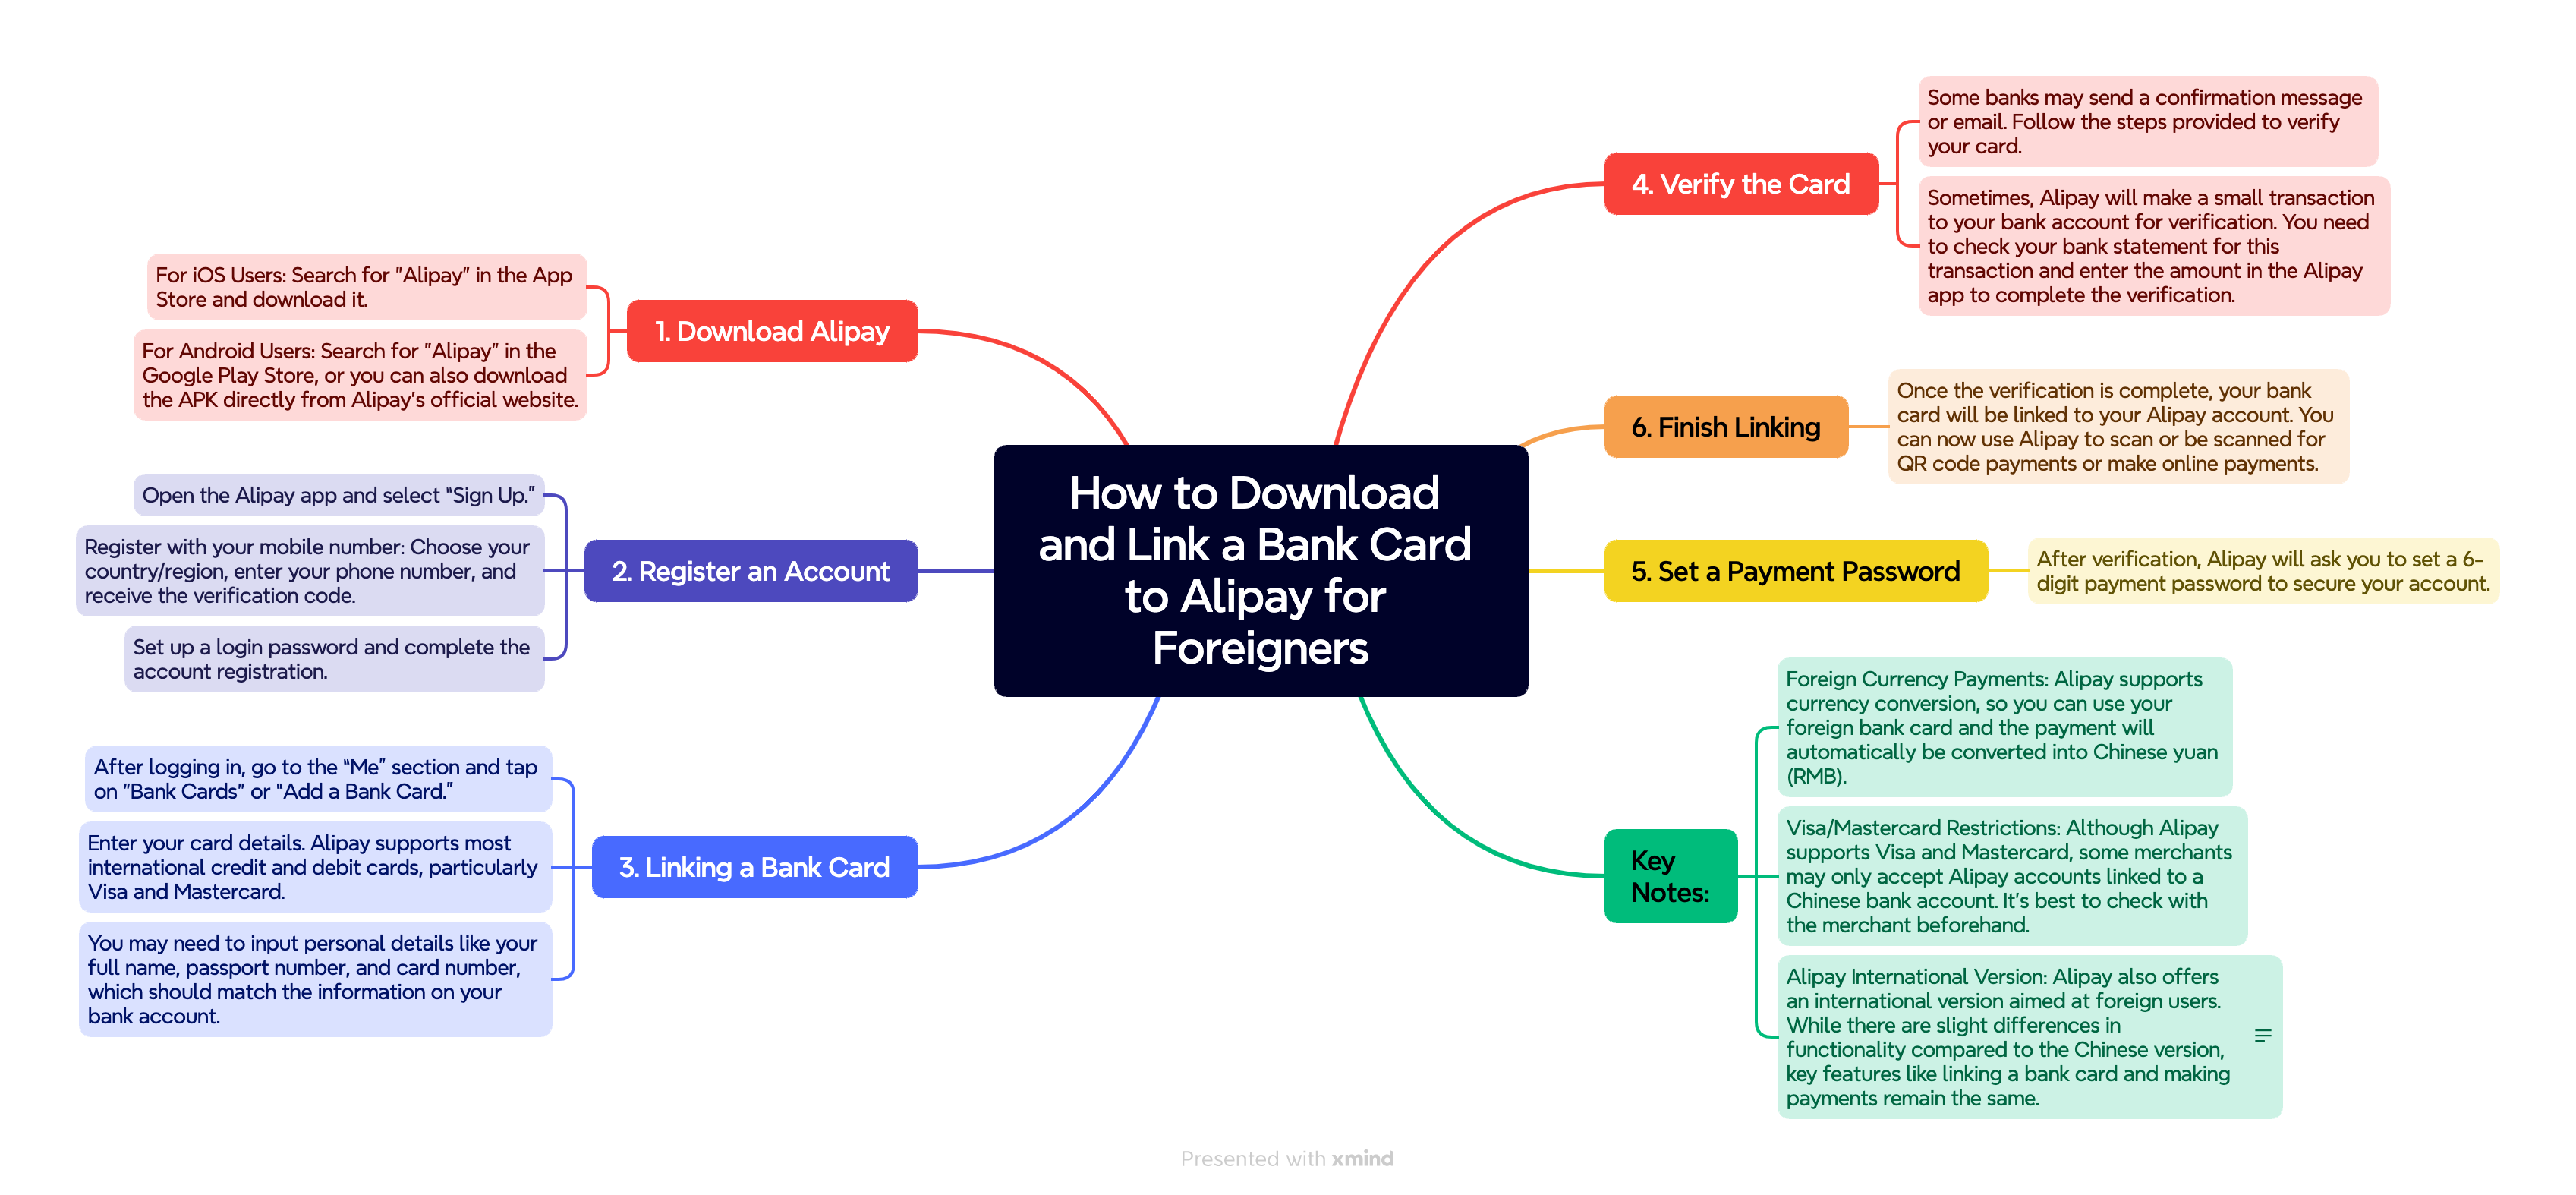 How to Download
and Link a Bank Card
to Alipay for
Foreigners
1. Download Alipay
For iOS Users: Search for "Alipay" in the App
Store and download it.
For Android Users: Search for "Alipay" in the
Google Play Store, or you can also download
the APK directly from Alipay's official website.
2. Register an Account
Open the Alipay app and select “Sign Up.”
Register with your mobile number: Choose your
country/region, enter your phone number, and
receive the verification code.
Set up a login password and complete the
account registration.
3. Linking a Bank Card
After logging in, go to the “Me” section and tap
on "Bank Cards" or “Add a Bank Card.”
Enter your card details. Alipay supports most
international credit and debit cards, particularly
Visa and Mastercard.
You may need to input personal details like your
full name, passport number, and card number,
which should match the information on your
bank account.
4. Verify the Card
Some banks may send a confirmation message
or email. Follow the steps provided to verify
your card.
Sometimes, Alipay will make a small transaction
to your bank account for verification. You need
to check your bank statement for this
transaction and enter the amount in the Alipay
app to complete the verification.
6. Finish Linking
Once the verification is complete, your bank
card will be linked to your Alipay account. You
can now use Alipay to scan or be scanned for
QR code payments or make online payments.
5. Set a Payment Password
After verification, Alipay will ask you to set a 6-
digit payment password to secure your account.
Key
Notes:
Foreign Currency Payments: Alipay supports
currency conversion, so you can use your
foreign bank card and the payment will
automatically be converted into Chinese yuan
(RMB).
Visa/Mastercard Restrictions: Although Alipay
supports Visa and Mastercard, some merchants
may only accept Alipay accounts linked to a
Chinese bank account. It's best to check with
the merchant beforehand.
Alipay International Version: Alipay also offers
an international version aimed at foreign users.
While there are slight differences in
functionality compared to the Chinese version,
key features like linking a bank card and making
payments remain the same.
Presented with xmind